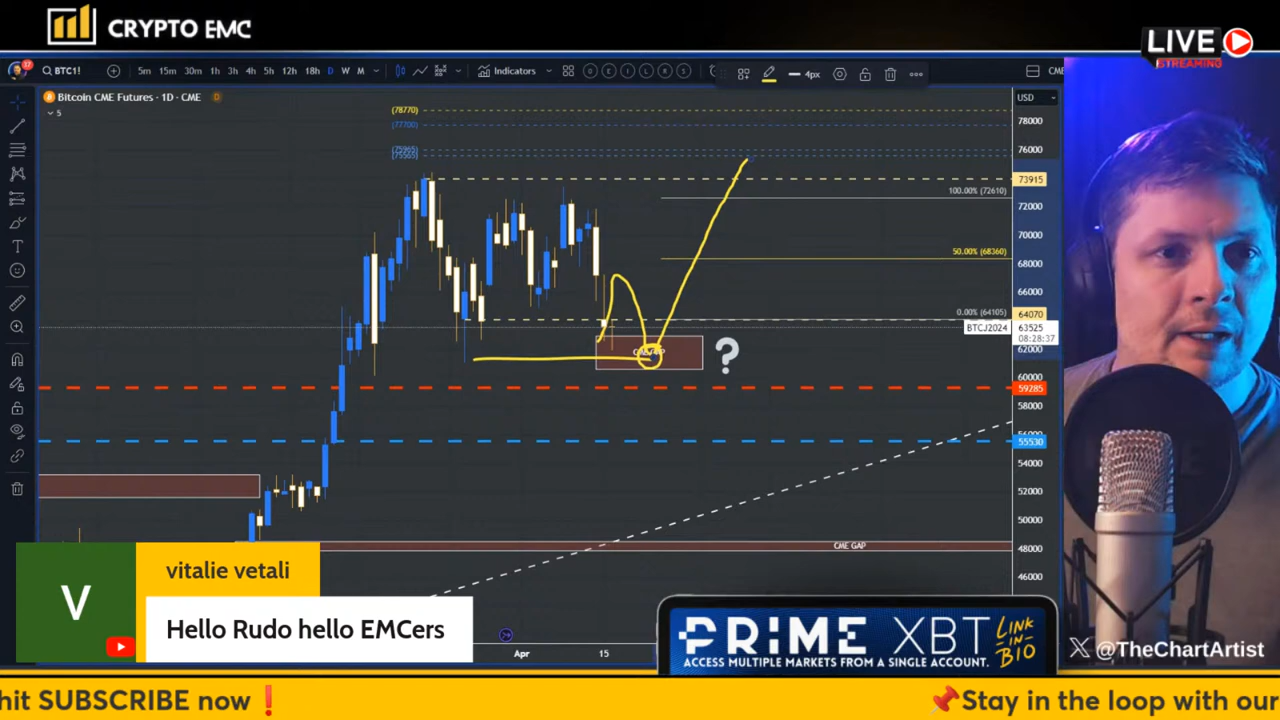 CRYPTO EMC
LIVE
STREAMING
BTC1!
5m 15m 30m 1h 3h 4h 5h 12h 18h D W M
Indicators
4px
CME
Bitcoin CME Futures · 1D · CME
D
5
USD
(78770)
(77700)
(75965)
(75565)
78000
76000
73915
100.00% (72610)
72000
70000
50.00% (68360)
68000
66000
0.00% (64105)
64070
BTCJ2024
63525
08:28:37
62000
?
60000
59285
58000
56000
55530
54000
52000
50000
CME GAP
48000
46000
V
vitalie vetali
Hello Rudo hello EMCers
Apr
15
PRIME XBT
LINK
IN
BIO
ACCESS MULTIPLE MARKETS FROM A SINGLE ACCOUNT.
X @TheChartArtist
hit SUBSCRIBE now❗
📌Stay in the loop with our